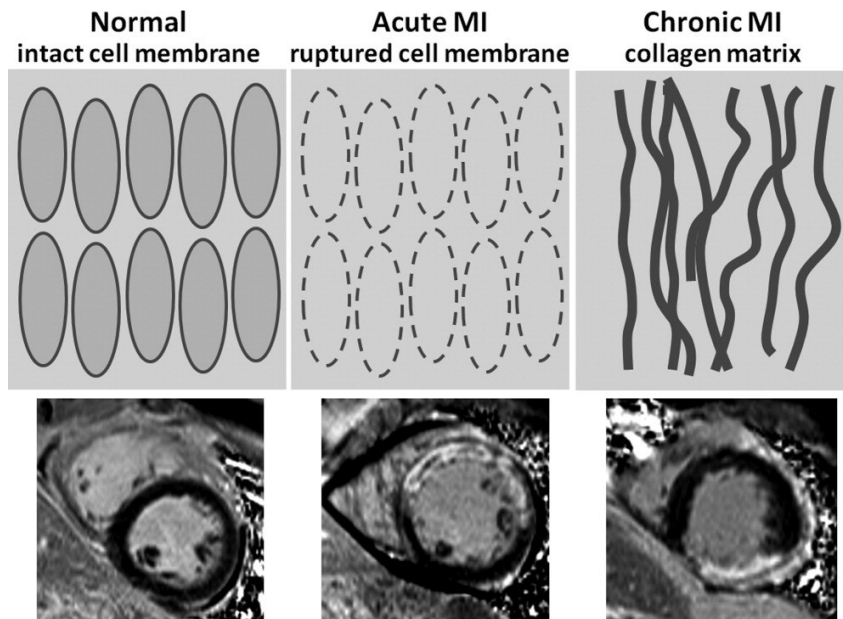 Normal
intact cell membrane
Acute MI
ruptured cell membrane
Chronic MI
collagen matrix